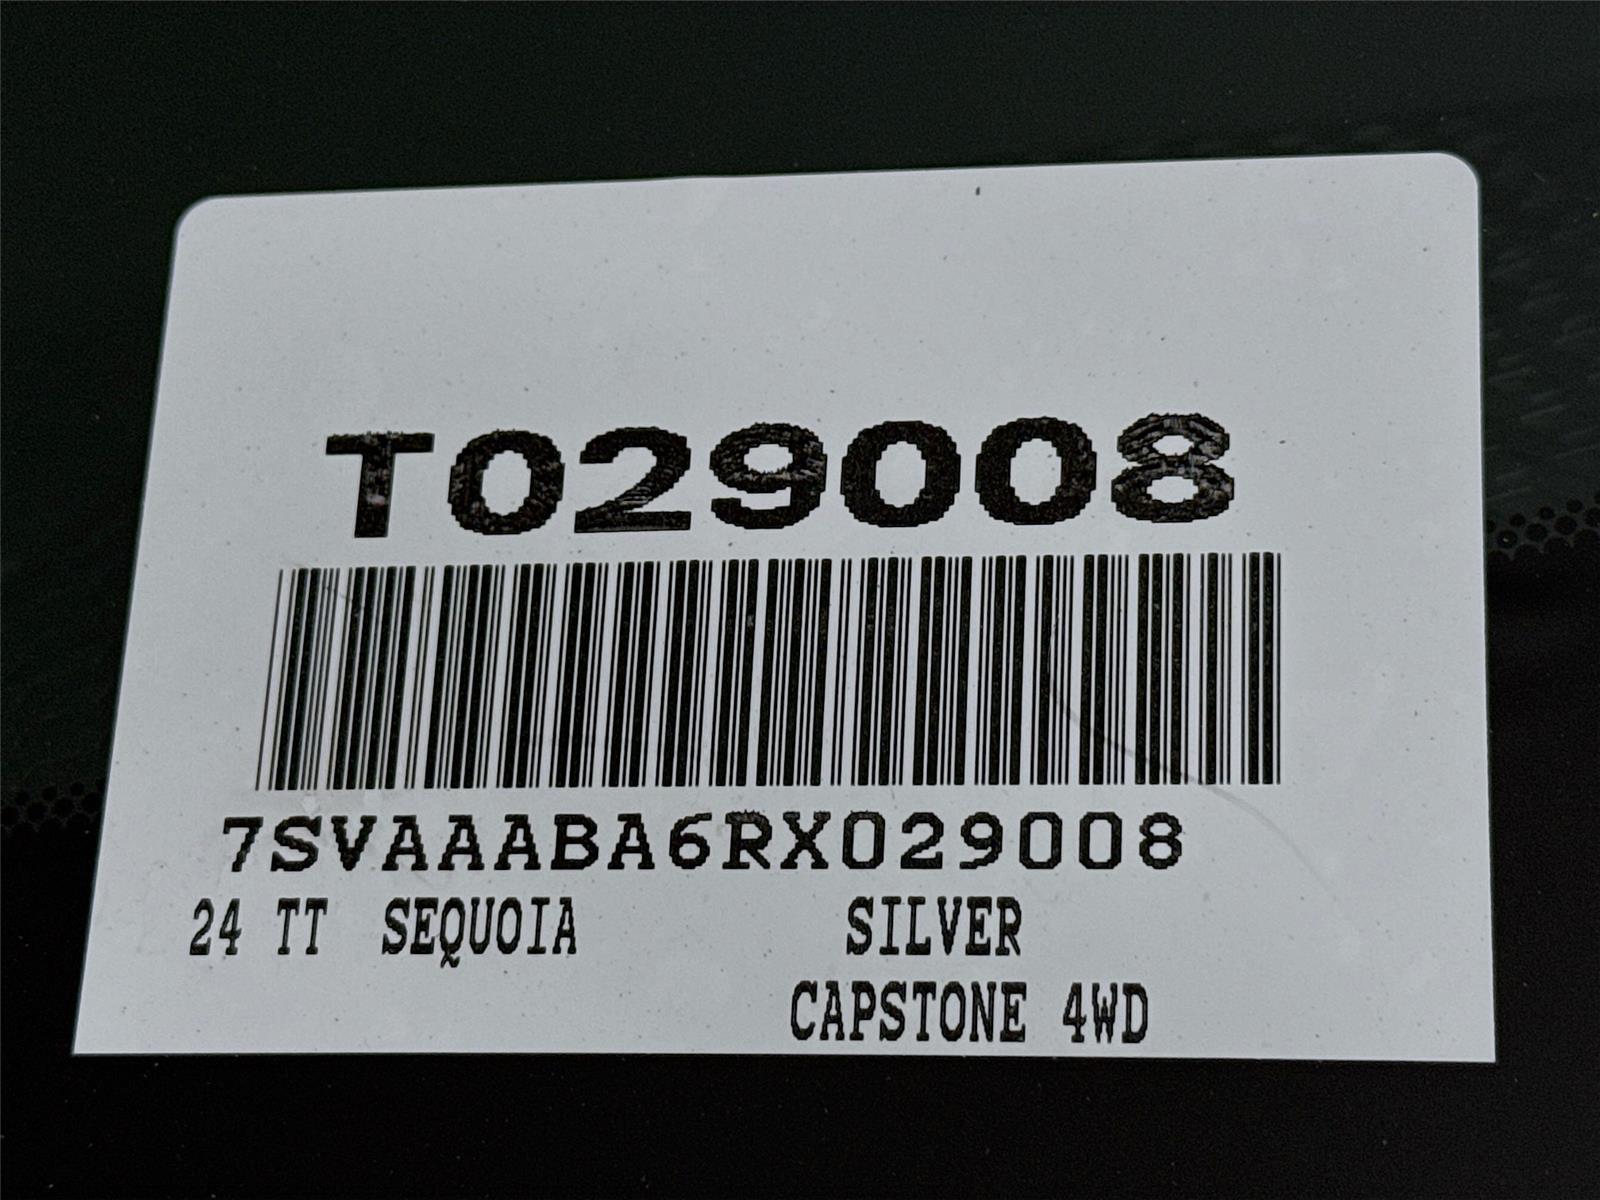 T029008
7SVAAABA6RX029008
24 TT SEQUOIA SILVER
CAPSTONE 4WD